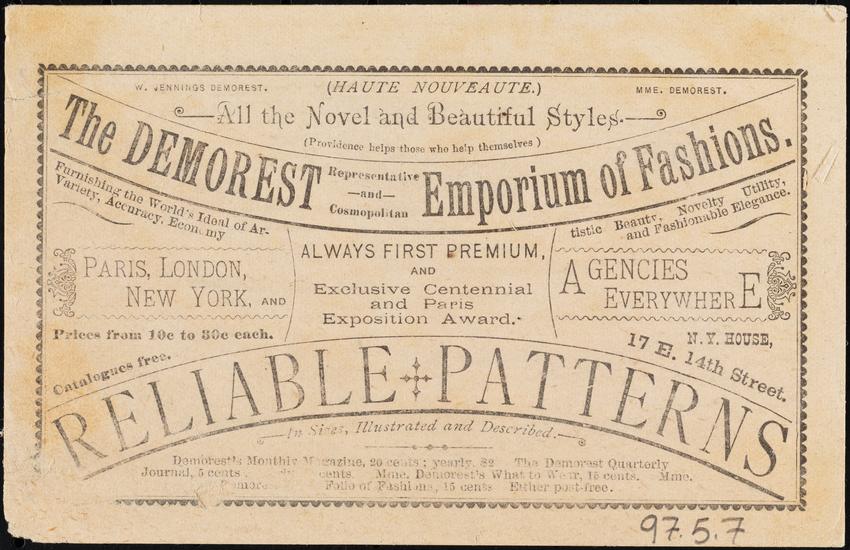 W. JENNINGS DEMOREST.
(HAUTE NOUVEAUTE.)
MME. DEMOREST.
All the Novel and Beautiful Styles.
(Providence helps those who help themselves)
The DEMOREST Representative —and— Cosmopolitan Emporium of Fashions.
Furnishing the World's Ideal of Ar-
Variety, Accuracy, Economy
tistic Beauty, Novelty Utility,
and Fashionable Elegance.
PARIS, LONDON,
NEW YORK, AND
ALWAYS FIRST PREMIUM,
AND
Exclusive Centennial
and Paris
Exposition Award.
AGENCIES
EVERYWHERE
Prices from 10c to 30c each.
Catalogues free.
N.Y. HOUSE,
17 E. 14th Street.
RELIABLE PATTERNS
In Sizes, Illustrated and Described.
Demorest's Monthly Magazine, 20 cents; yearly, $2 The Demorest Quarterly
Journal, 5 cents cents. Mme. Demorest's What to Wear, 15 cents. Mme.
Demore Folio of Fashions, 15 cents Either post-free.
97.5.7